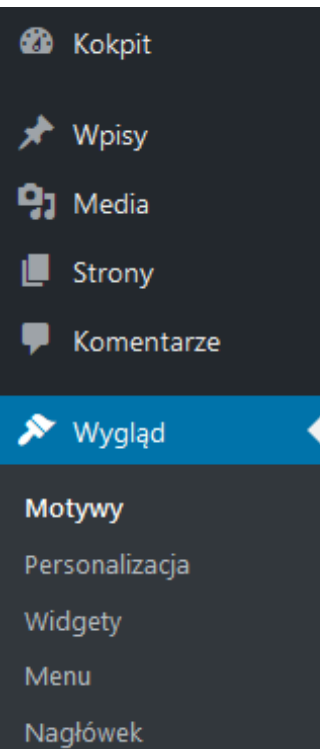 Kokpit
Wpisy
Media
Strony
Komentarze
Wygląd
Motywy
Personalizacja
Widgety
Menu
Nagłówek